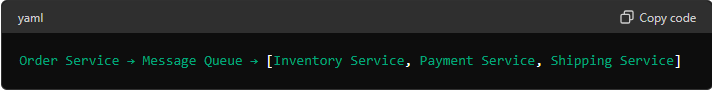 yaml
Copy code
Order Service → Message Queue → [Inventory Service, Payment Service, Shipping Service]